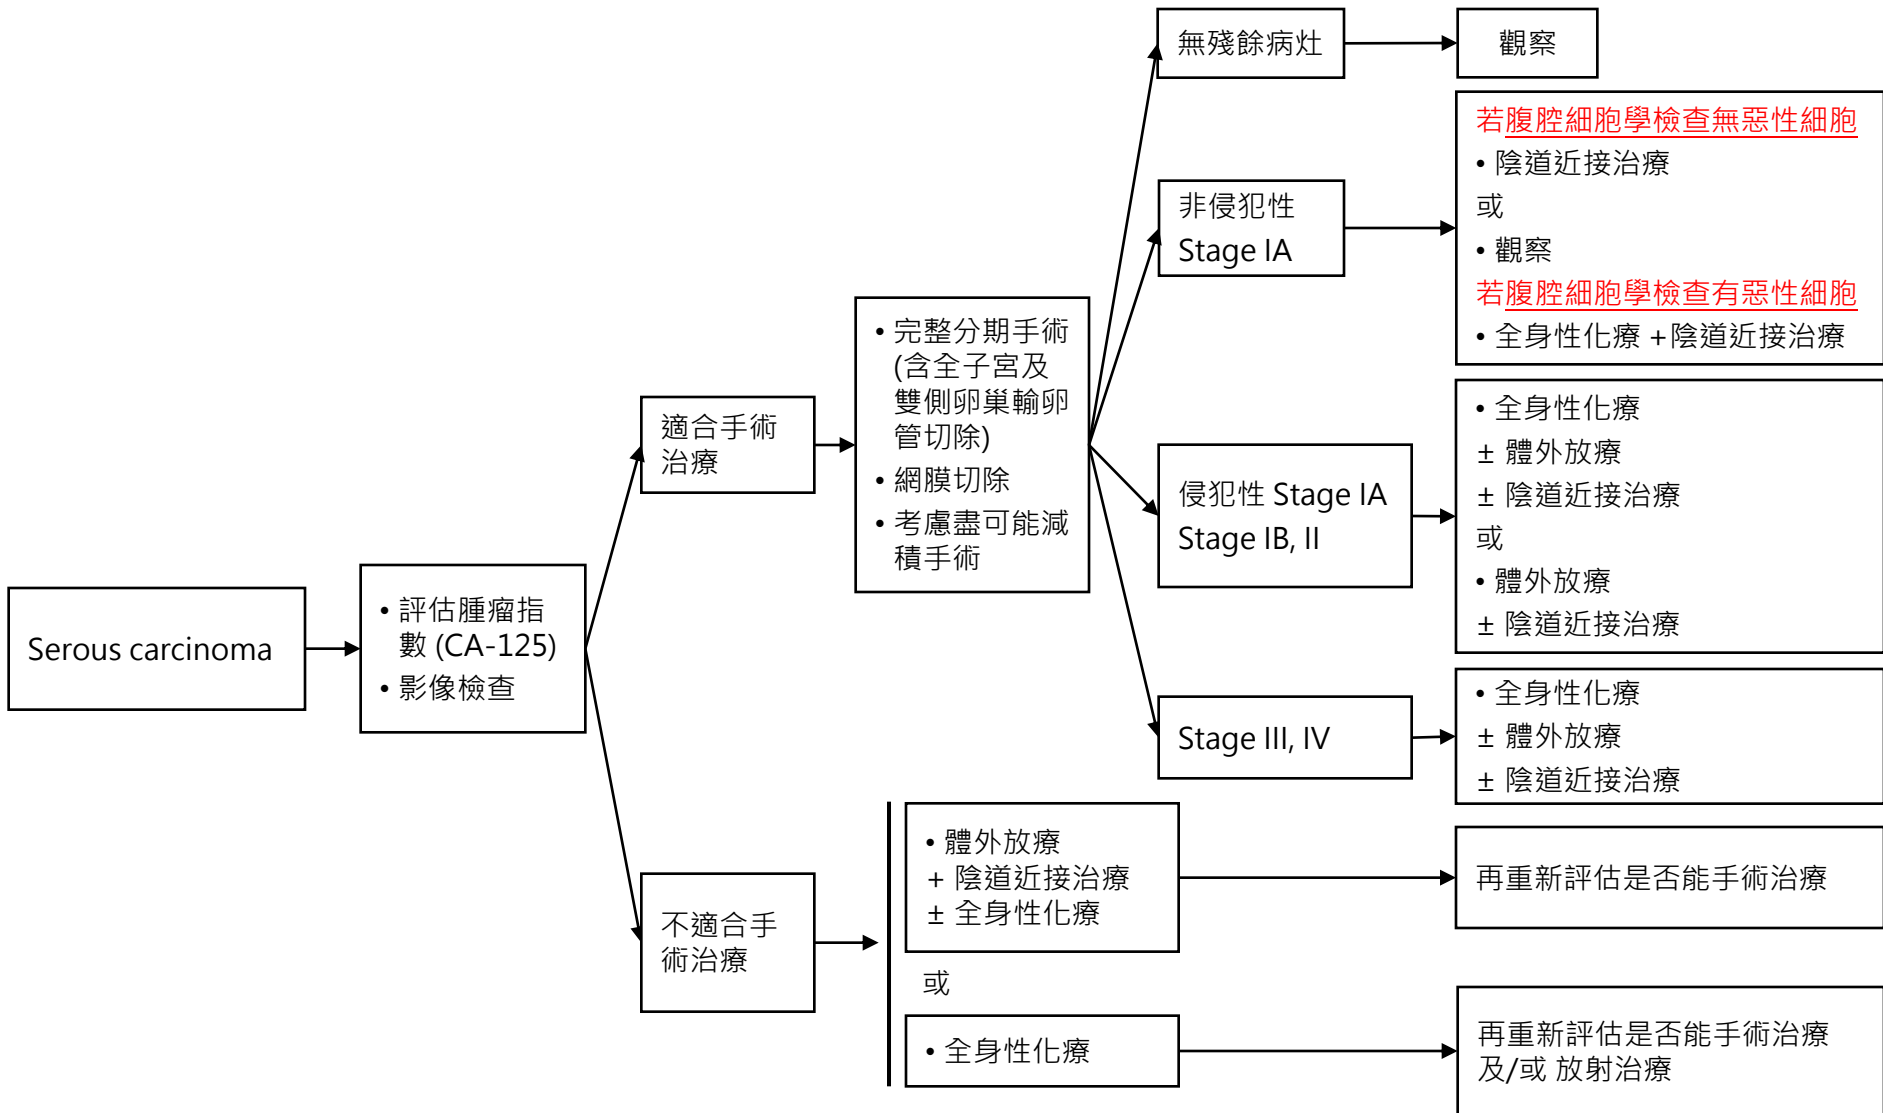 Serous carcinoma
• 評估腫瘤指
數 (CA-125)
• 影像檢查
適合手術
治療
• 完整分期手術
(含全子宮及
雙側卵巢輸卵
管切除)
• 網膜切除
• 考慮盡可能減
積手術
無殘餘病灶
觀察
非侵犯性
Stage IA
若腹腔細胞學檢查無惡性細胞
• 陰道近接治療
或
• 觀察
若腹腔細胞學檢查有惡性細胞
• 全身性化療 +陰道近接治療
侵犯性 Stage IA
Stage IB, II
• 全身性化療
± 體外放療
± 陰道近接治療
或
• 體外放療
± 陰道近接治療
Stage III, IV
• 全身性化療
± 體外放療
± 陰道近接治療
不適合手
術治療
• 體外放療
+ 陰道近接治療
± 全身性化療
再重新評估是否能手術治療
或
• 全身性化療
再重新評估是否能手術治療
及/或 放射治療